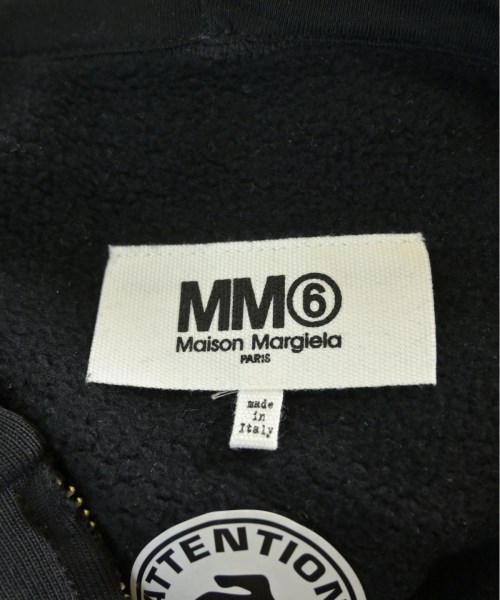 MM6
Maison Margiela
PARIS
made
in
Italy
ATTENTION